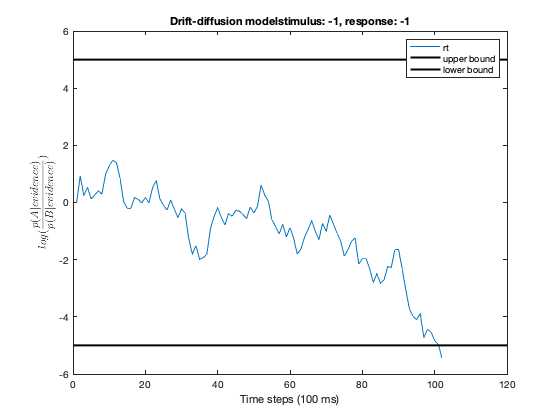 Drift-diffusion modelstimulus: -1, response: -1
6
4
2
0
-2
-4
-6
0
20
40
60
80
100
120
rt
upper bound
lower bound
log(p(A|evidence)/p(B|evidence))
Time steps (100 ms)